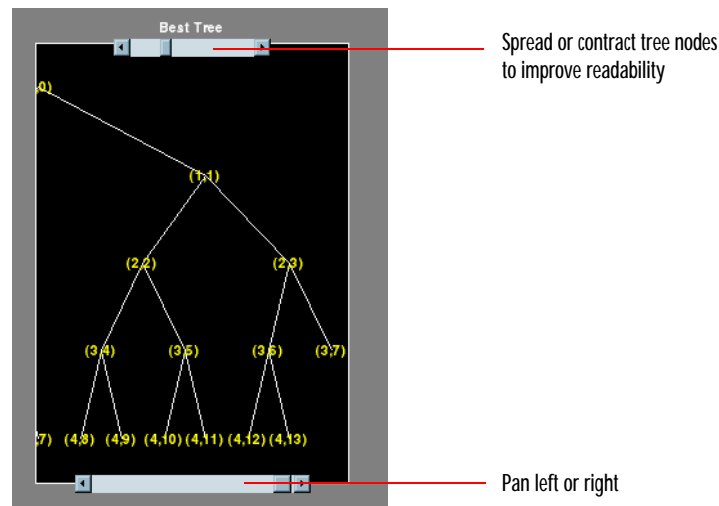 Best Tree
Spread or contract tree nodes
to improve readability
,0)
(1,1)
(2,2) (2,3)
(3,4) (3,5) (3,6) (3,7)
,7) (4,8) (4,9) (4,10) (4,11) (4,12) (4,13)
Pan left or right